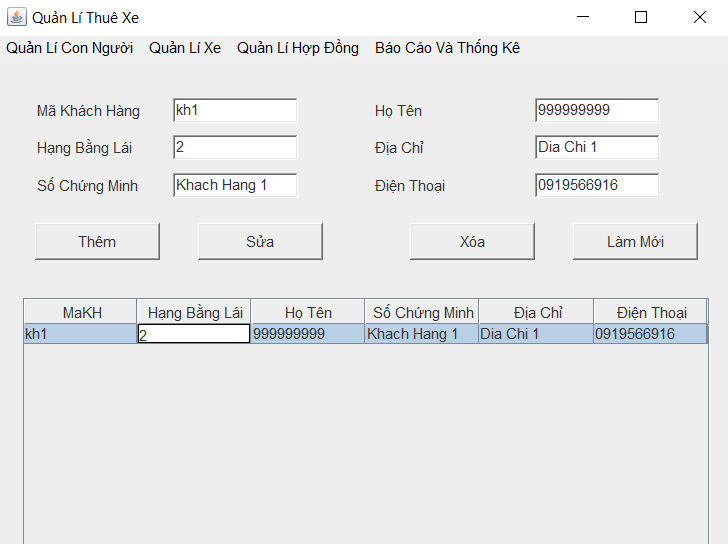 Quản Lí Thuê Xe
Quản Lí Con Người Quản Lí Xe Quản Lí Hợp Đồng Báo Cáo Và Thống Kê
Mã Khách Hàng kh1 Họ Tên 999999999
Hạng Bằng Lái 2 Địa Chỉ Dia Chi 1
Số Chứng Minh Khach Hang 1 Điện Thoại 0919566916
Thêm Sửa Xóa Làm Mới
MaKH Hạng Bằng Lái Họ Tên Số Chứng Minh Địa Chỉ Điện Thoại
kh1 2 999999999 Khach Hang 1 Dia Chi 1 0919566916